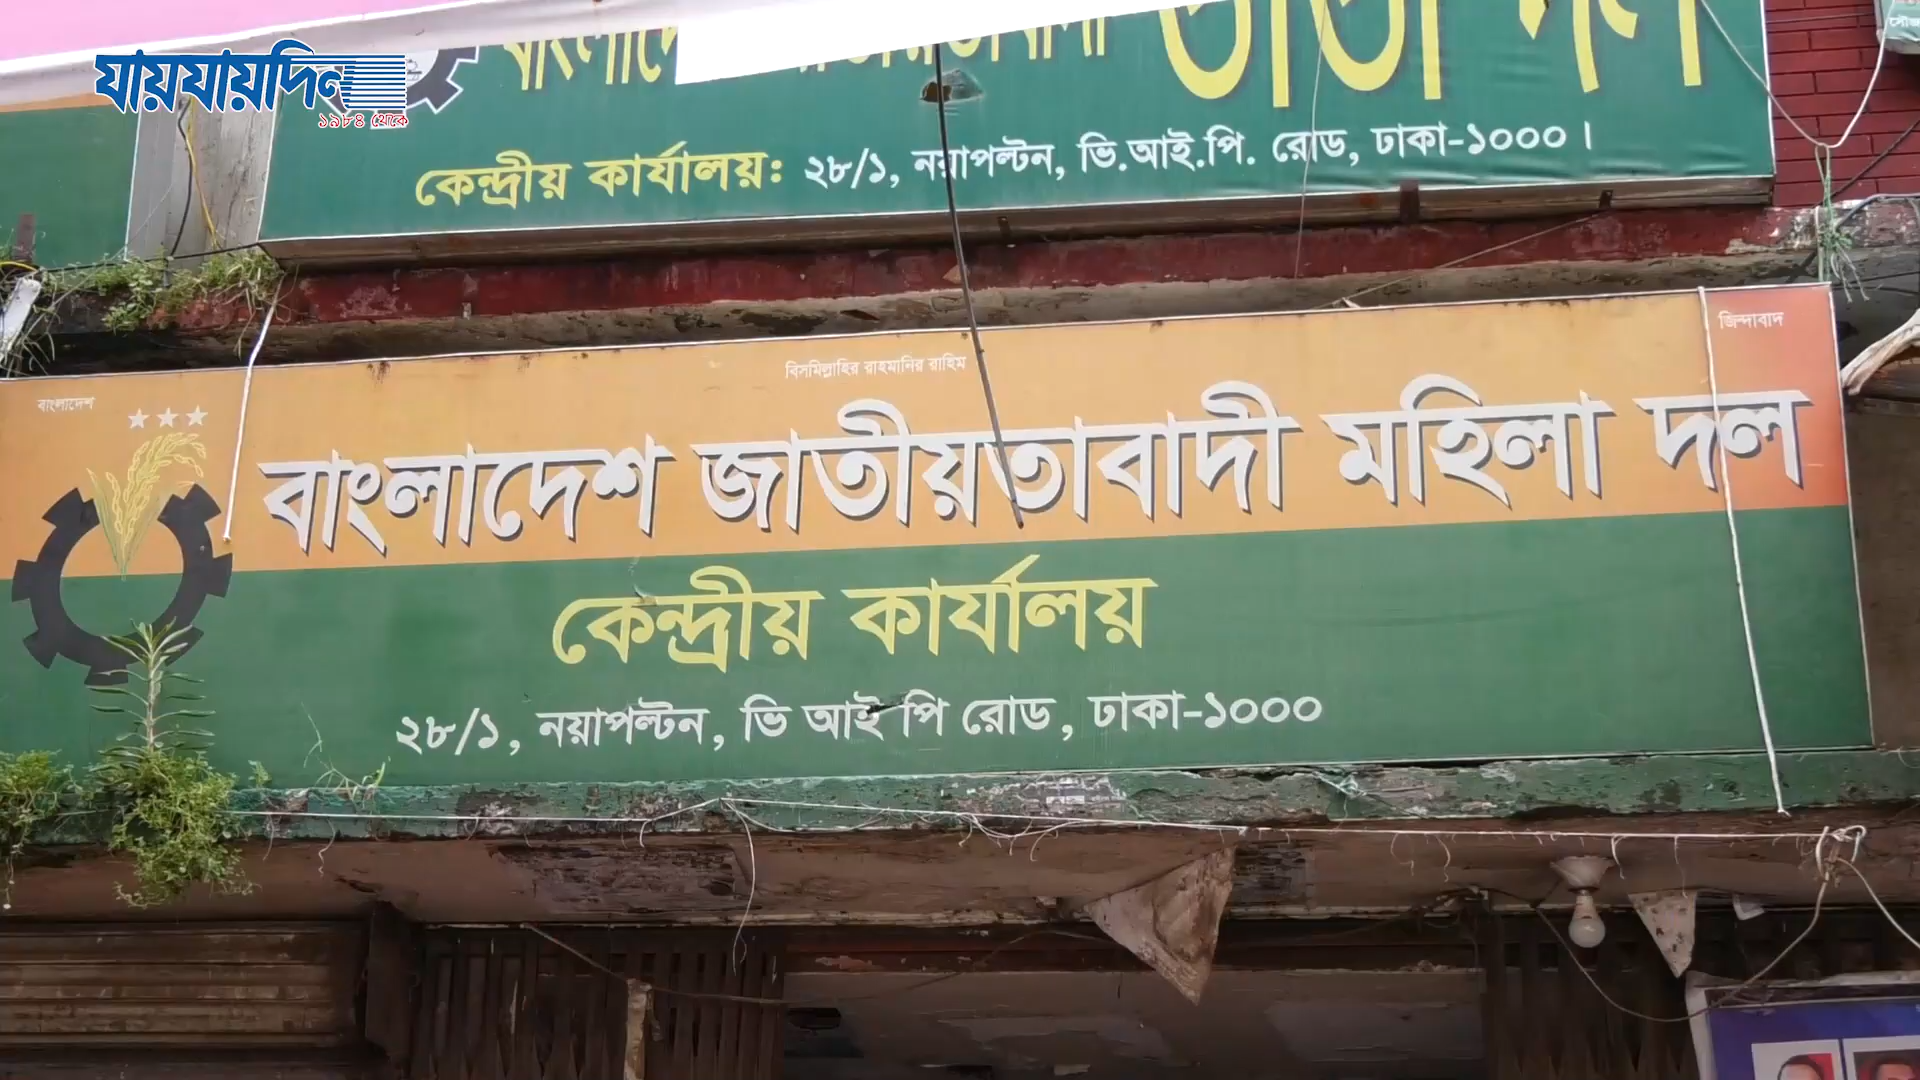 যায়যায়দিন
১৯৮৪ থেকে
বাংলাদেশ জাতীয়তাবাদী তাঁতী দল
কেন্দ্রীয় কার্যালয়: ২৮/১, নয়াপল্টন, ভি.আই.পি. রোড, ঢাকা-১০০০।
বিসমিল্লাহির রাহমানির রাহিম
বাংলাদেশ
জিন্দাবাদ
বাংলাদেশ জাতীয়তাবাদী মহিলা দল
কেন্দ্রীয় কার্যালয়
২৮/১, নয়াপল্টন, ভি আই পি রোড, ঢাকা-১০০০